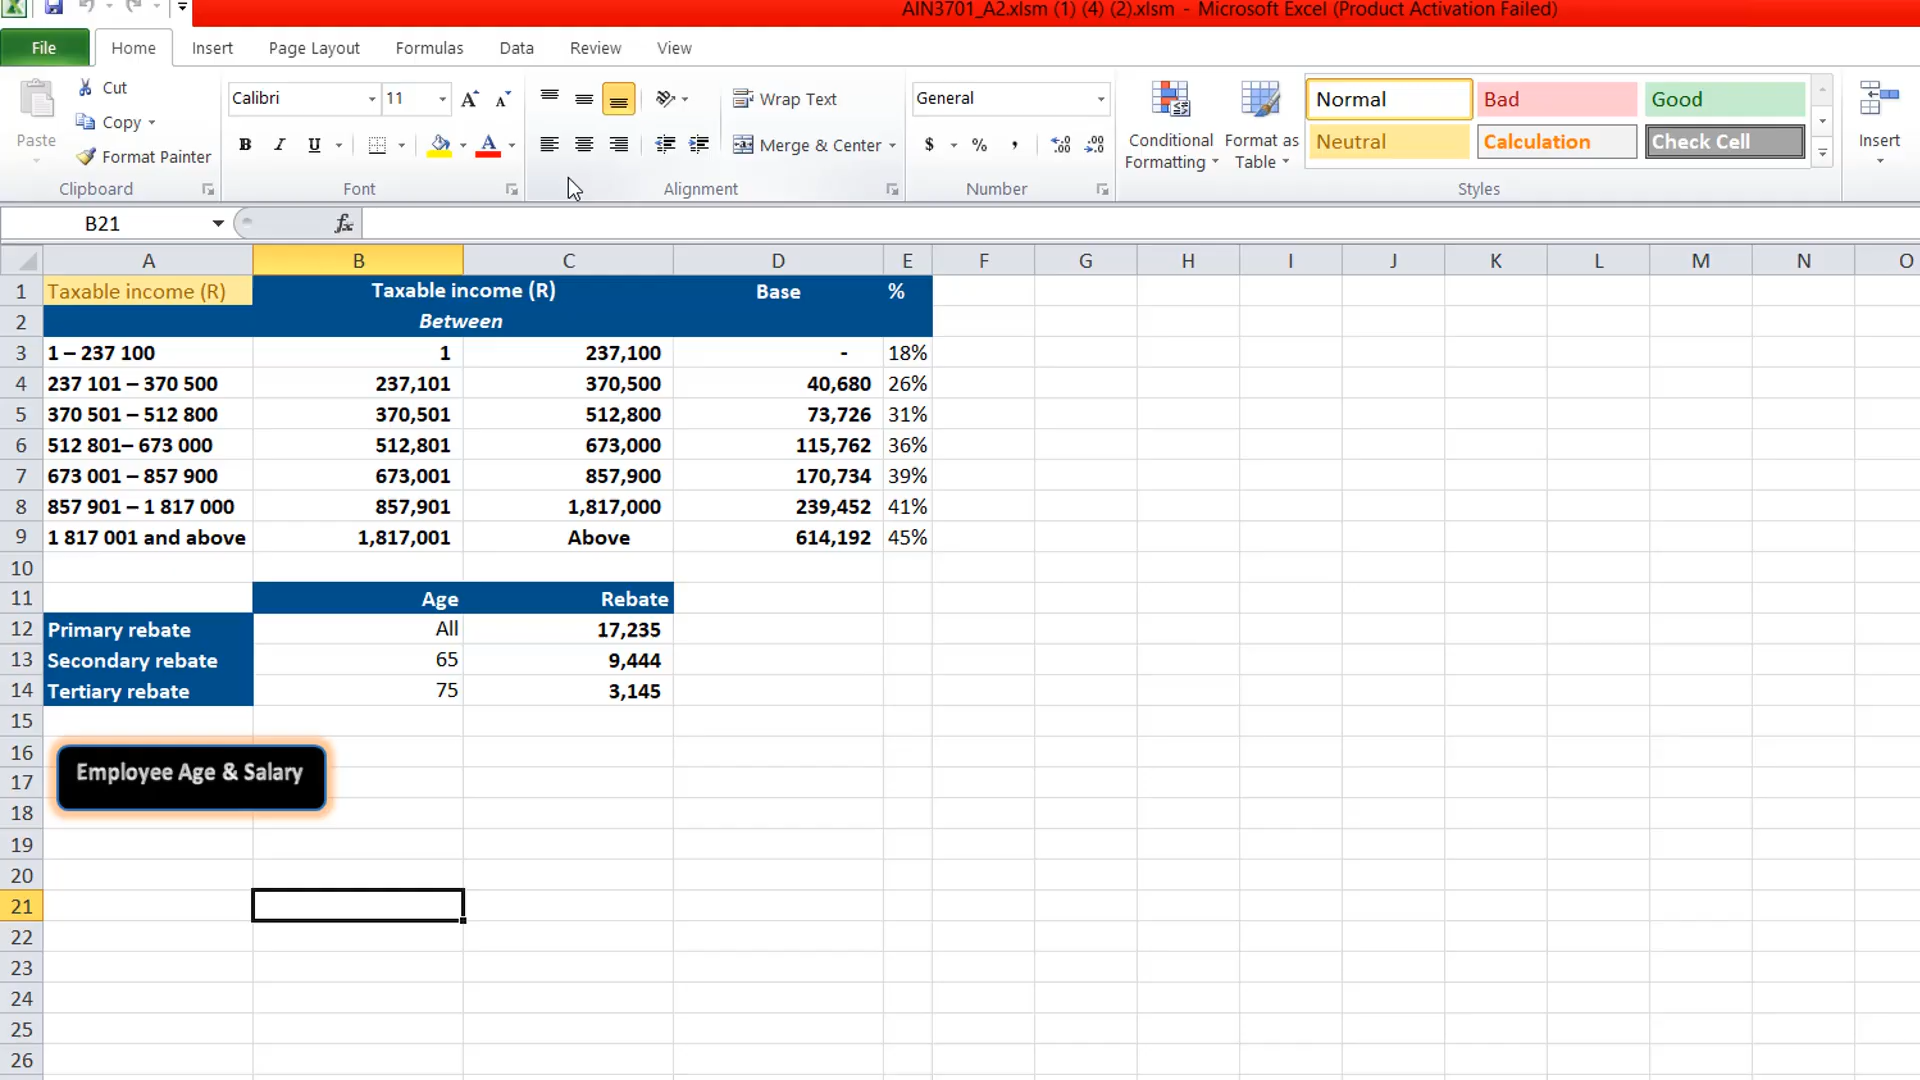 AIN3701_A2.xlsm (1) (4) (2).xlsm - Microsoft Excel (Product Activation Failed)
File Home Insert Page Layout Formulas Data Review View
Paste
Cut
Copy
Format Painter
Clipboard
Calibri 11
A A
B I U A
Font
Wrap Text
Merge & Center
Alignment
General
$ % , .0 .00 .00 .0
Number
Conditional Formatting
Format as Table
Normal Bad Good
Neutral Calculation Check Cell
Styles
Insert
B21 fx
A B C D E F G H I J K L M N O
1 Taxable income (R) Taxable income (R) Base %
2 Between
3 1 – 237 100 1 237,100 - 18%
4 237 101 – 370 500 237,101 370,500 40,680 26%
5 370 501 – 512 800 370,501 512,800 73,726 31%
6 512 801– 673 000 512,801 673,000 115,762 36%
7 673 001 – 857 900 673,001 857,900 170,734 39%
8 857 901 – 1 817 000 857,901 1,817,000 239,452 41%
9 1 817 001 and above 1,817,001 Above 614,192 45%
10
11 Age Rebate
12 Primary rebate All 17,235
13 Secondary rebate 65 9,444
14 Tertiary rebate 75 3,145
15
16
Employee Age & Salary
17
18
19
20
21
22
23
24
25
26